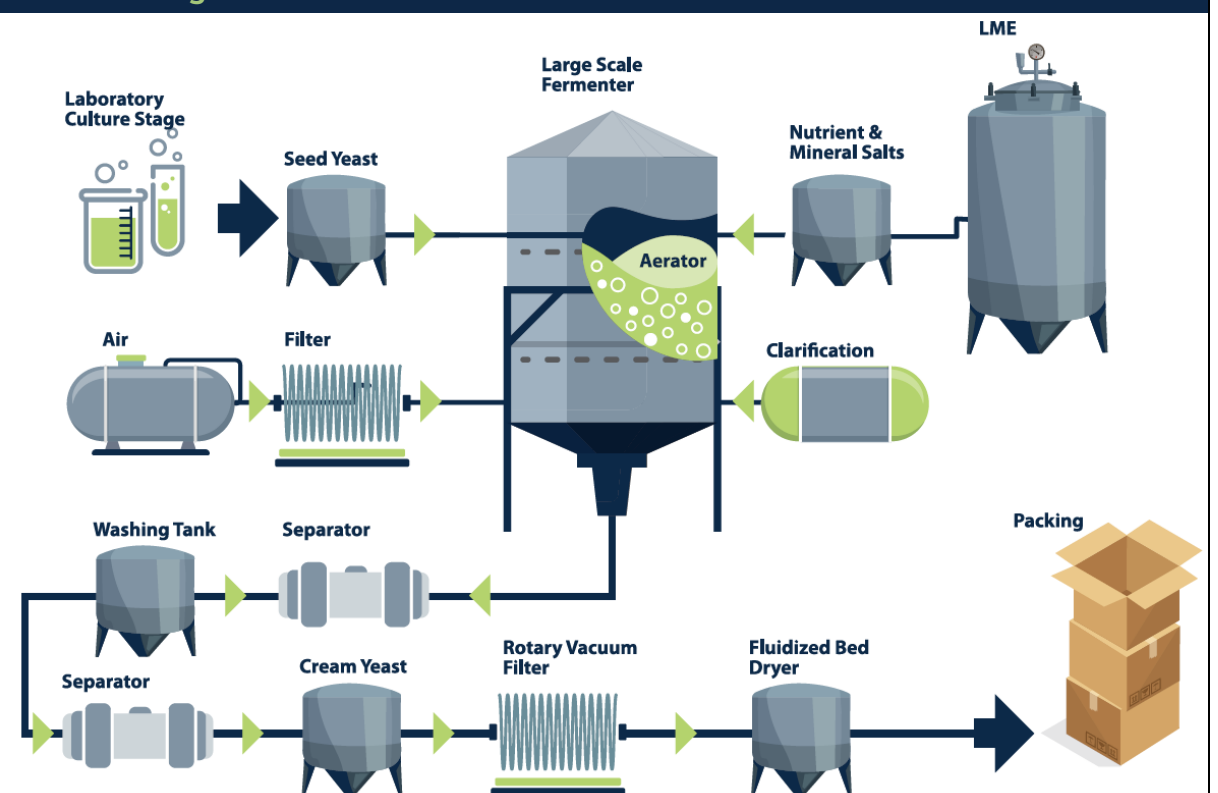 LME
Large Scale
Fermenter
Laboratory
Culture Stage
Nutrient &
Mineral Salts
Seed Yeast
Aerator
Air
Filter
Clarification
Washing Tank
Separator
Packing
Rotary Vacuum
Filter
Fluidized Bed
Dryer
Cream Yeast
Separator